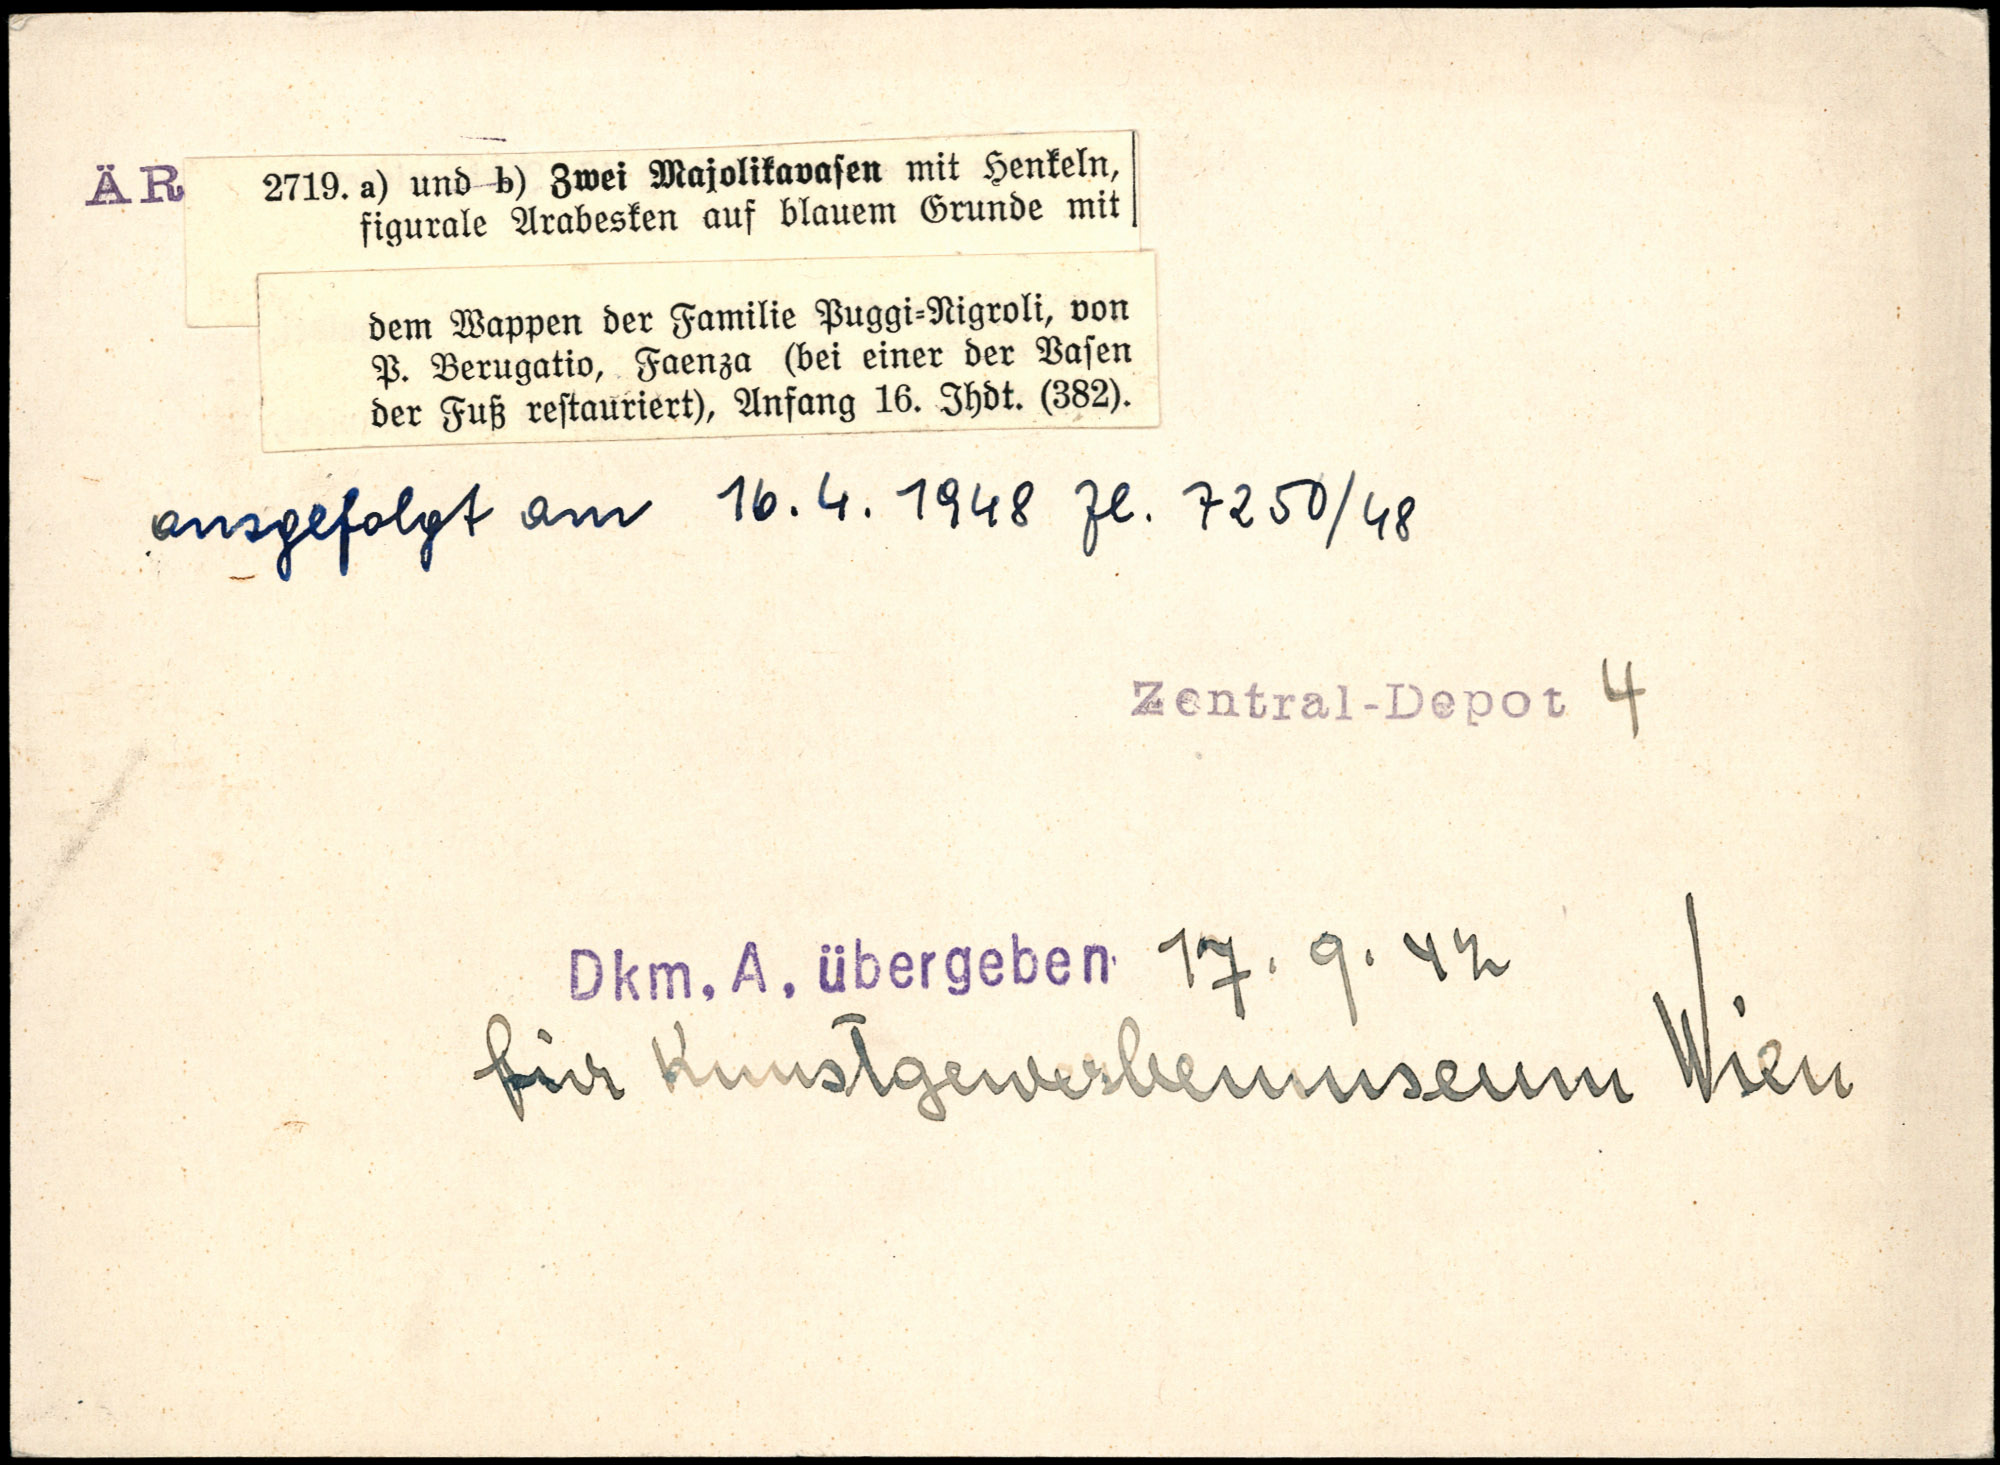 ÄR 2719. a) und b) Zwei Majolikavasen mit Henkeln,
figurale Arabesken auf blauem Grunde mit
dem Wappen der Familie Puggi-Nigroli, von
P. Berugatio, Faenza (bei einer der Vasen
der Fuß restauriert), Anfang 16. Jhdt. (382).
ausgefolgt am 16.4.1948 Zl. 7250/48
Zentral-Depot 4
Dkm. A. übergeben 17.9.42
für Kunstgewerbemuseum Wien